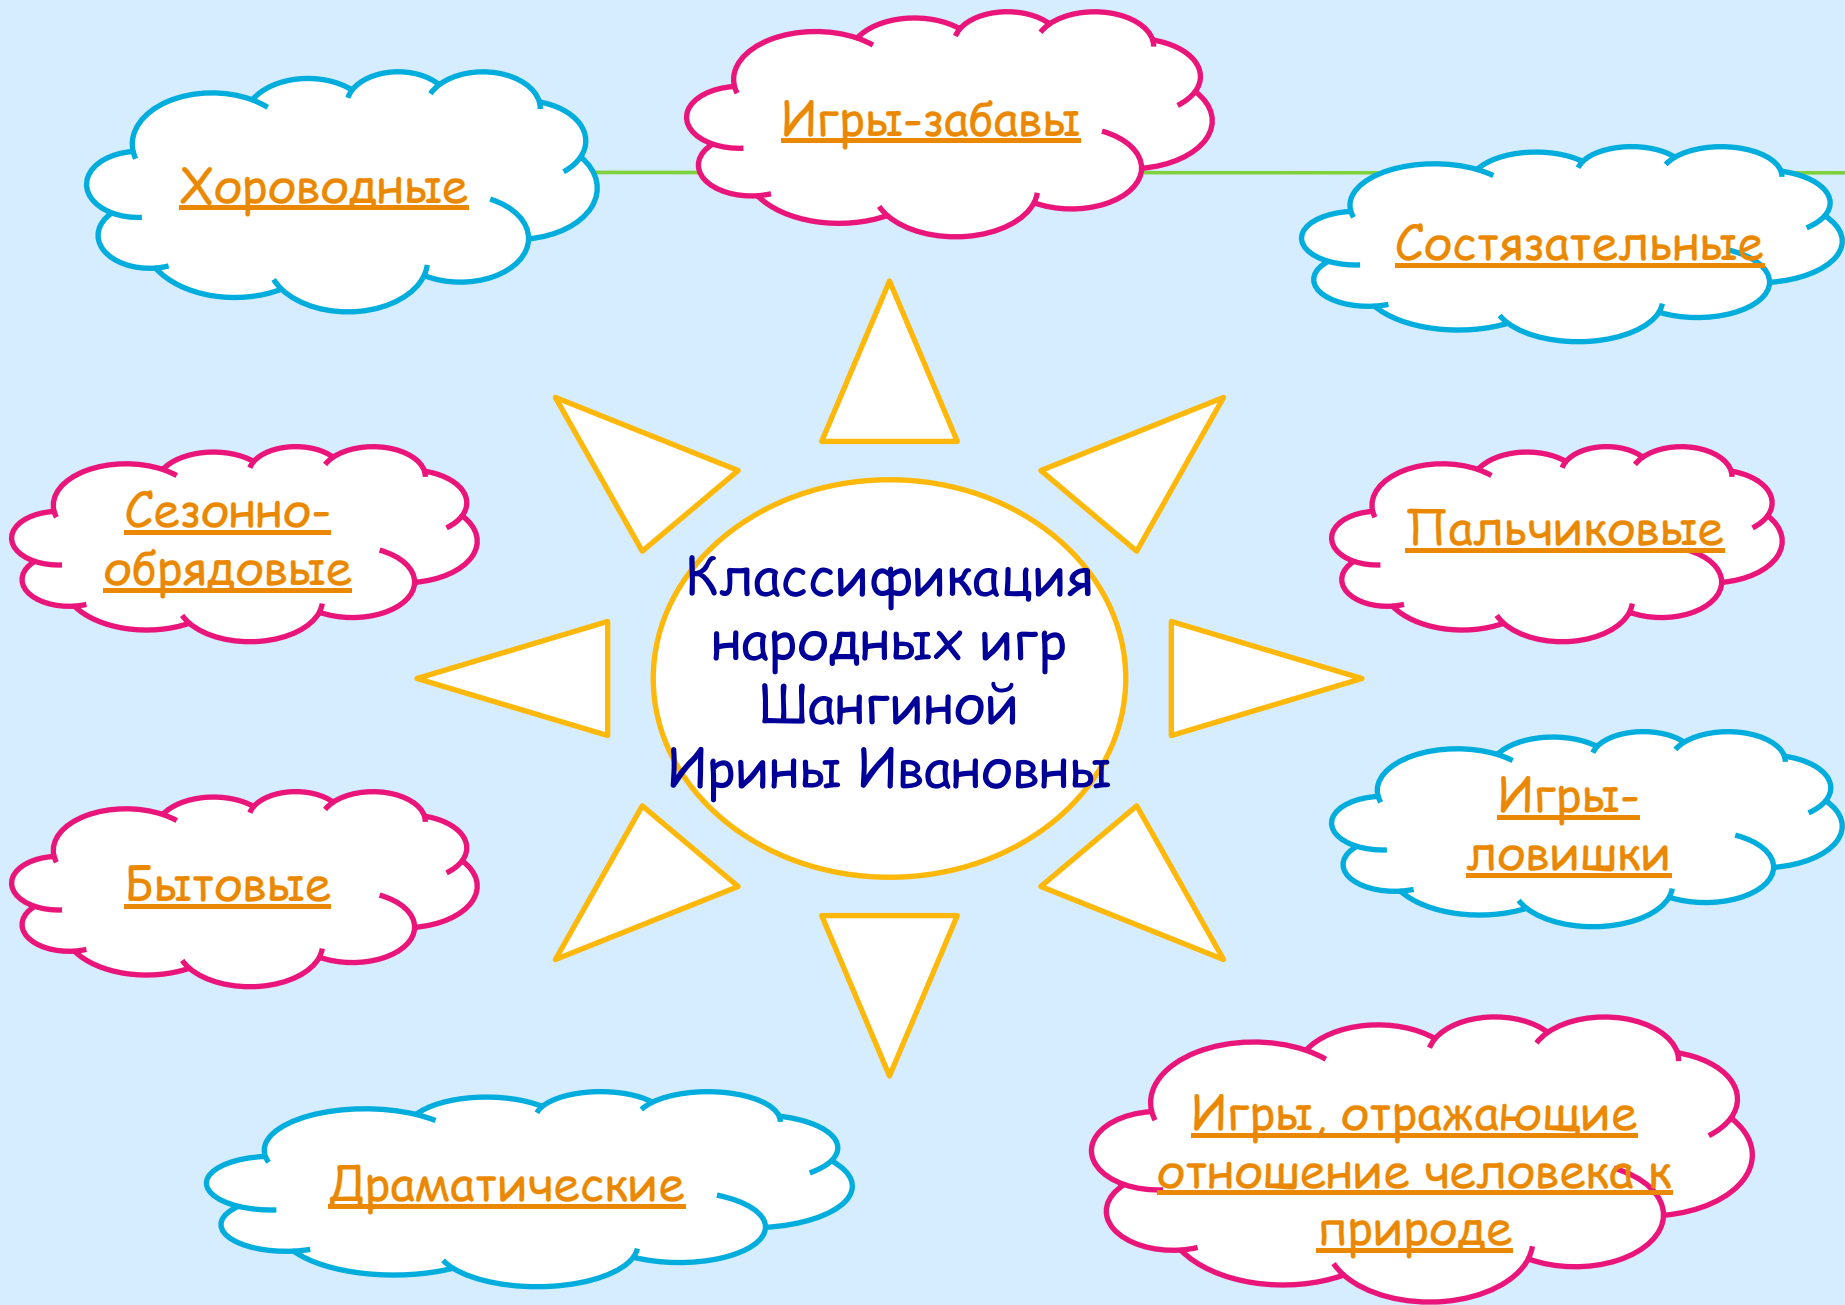 Игры-забавы
Хороводные
Состязательные
Сезонно-
обрядовые
Пальчиковые
Классификация
народных игр
Шангиной
Ирины Ивановны
Игры-
ловишки
Бытовые
Игры, отражающие
отношение человека к
природе
Драматические